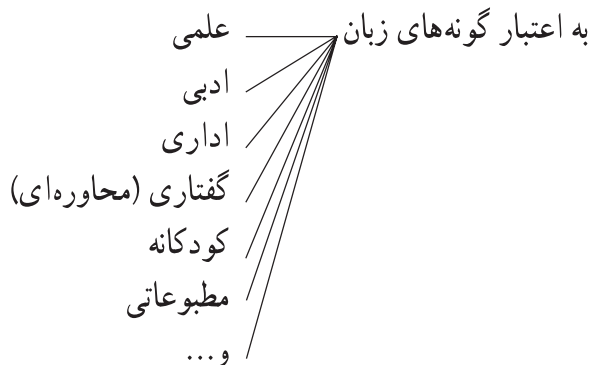 به اعتبار گونه‌های زبان
علمی
ادبی
اداری
گفتاری (محاوره‌ای)
کودکانه
مطبوعاتی
و...